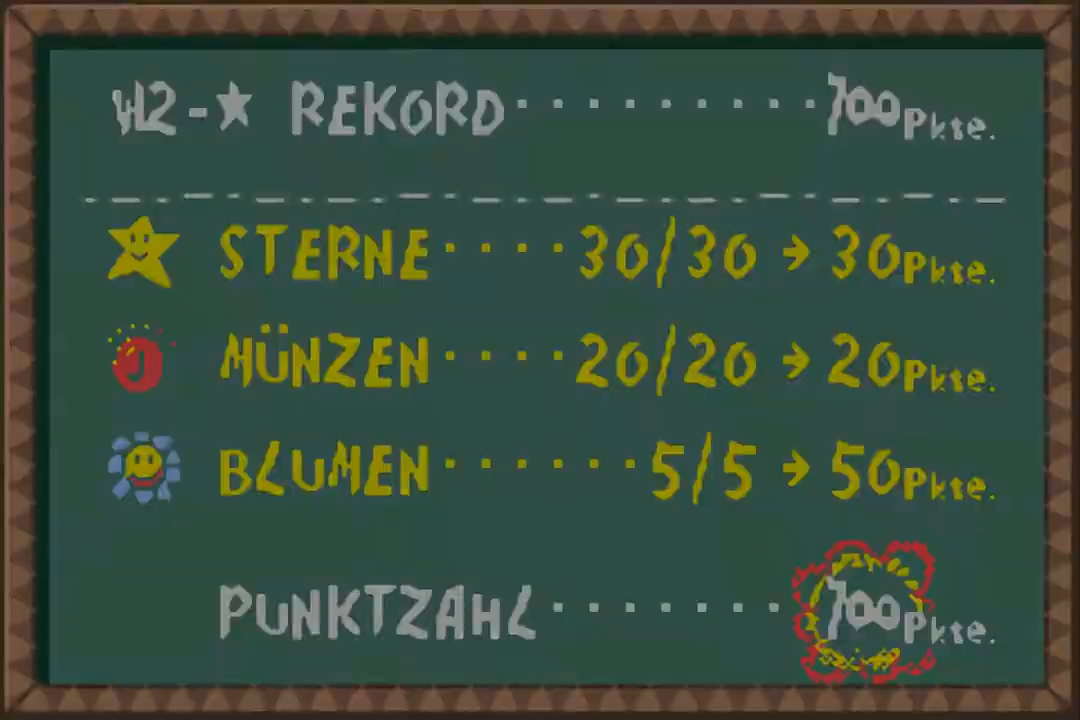 W2-★ REKORD··········100Pkte.
STERNE····30/30 → 30Pkte.
MÜNZEN····20/20 → 20Pkte.
BLUMEN······5/5 → 50Pkte.
PUNKTZAHL·······100Pkte.